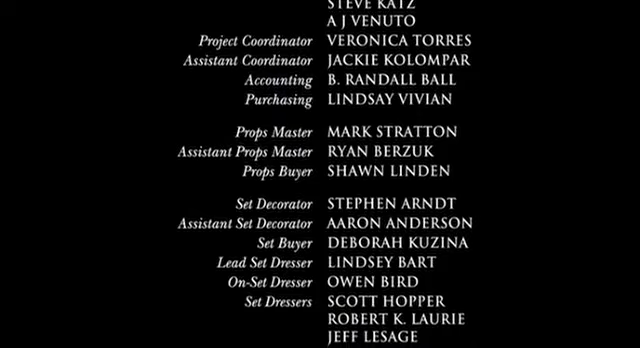 STEVE KATZ
A J VENUTO
Project Coordinator VERONICA TORRES
Assistant Coordinator JACKIE KOLOMPAR
Accounting B. RANDALL BALL
Purchasing LINDSAY VIVIAN
Props Master MARK STRATTON
Assistant Props Master RYAN BERZUK
Props Buyer SHAWN LINDEN
Set Decorator STEPHEN ARNDT
Assistant Set Decorator AARON ANDERSON
Set Buyer DEBORAH KUZINA
Lead Set Dresser LINDSEY BART
On-Set Dresser OWEN BIRD
Set Dressers SCOTT HOPPER
ROBERT K. LAURIE
JEFF LESAGE